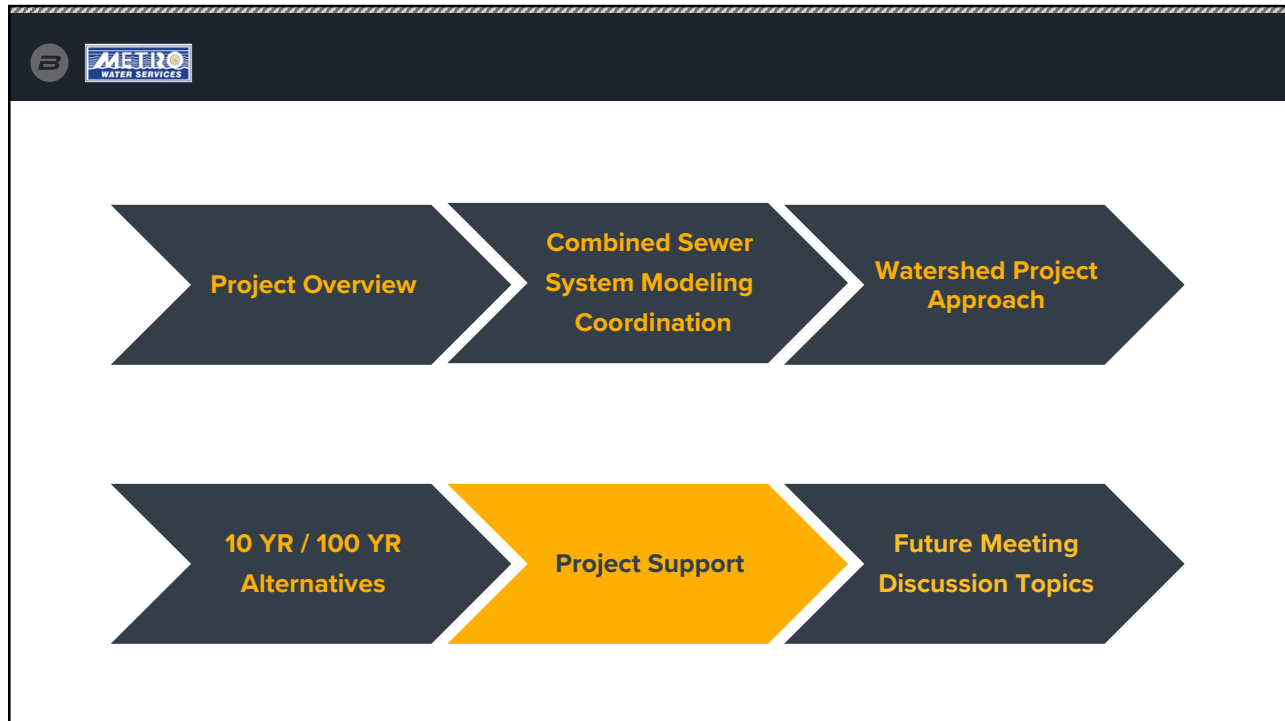 B
METRO
WATER SERVICES
Project Overview
Combined Sewer
System Modeling
Coordination
Watershed Project
Approach
10 YR / 100 YR
Alternatives
Project Support
Future Meeting
Discussion Topics